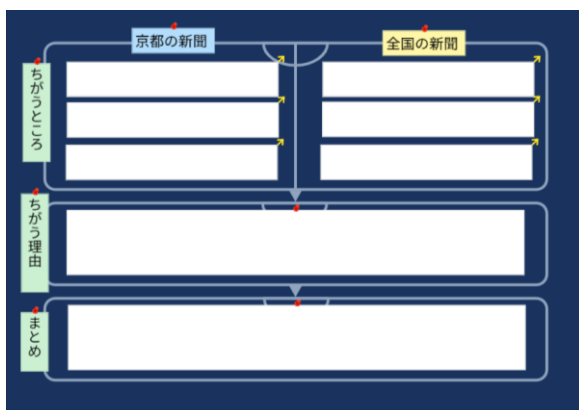 京都の新聞
全国の新聞
ちがうところ
ちがう理由
まとめ